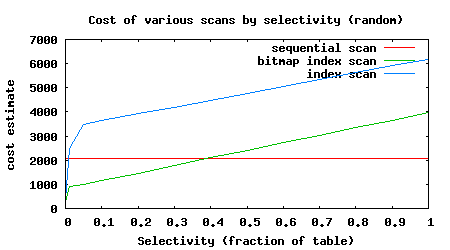 Cost of various scans by selectivity (random)
7000
6000
5000
4000
3000
2000
1000
0
cost estimate
sequential scan
bitmap index scan
index scan
0 0.1 0.2 0.3 0.4 0.5 0.6 0.7 0.8 0.9 1
Selectivity (fraction of table)